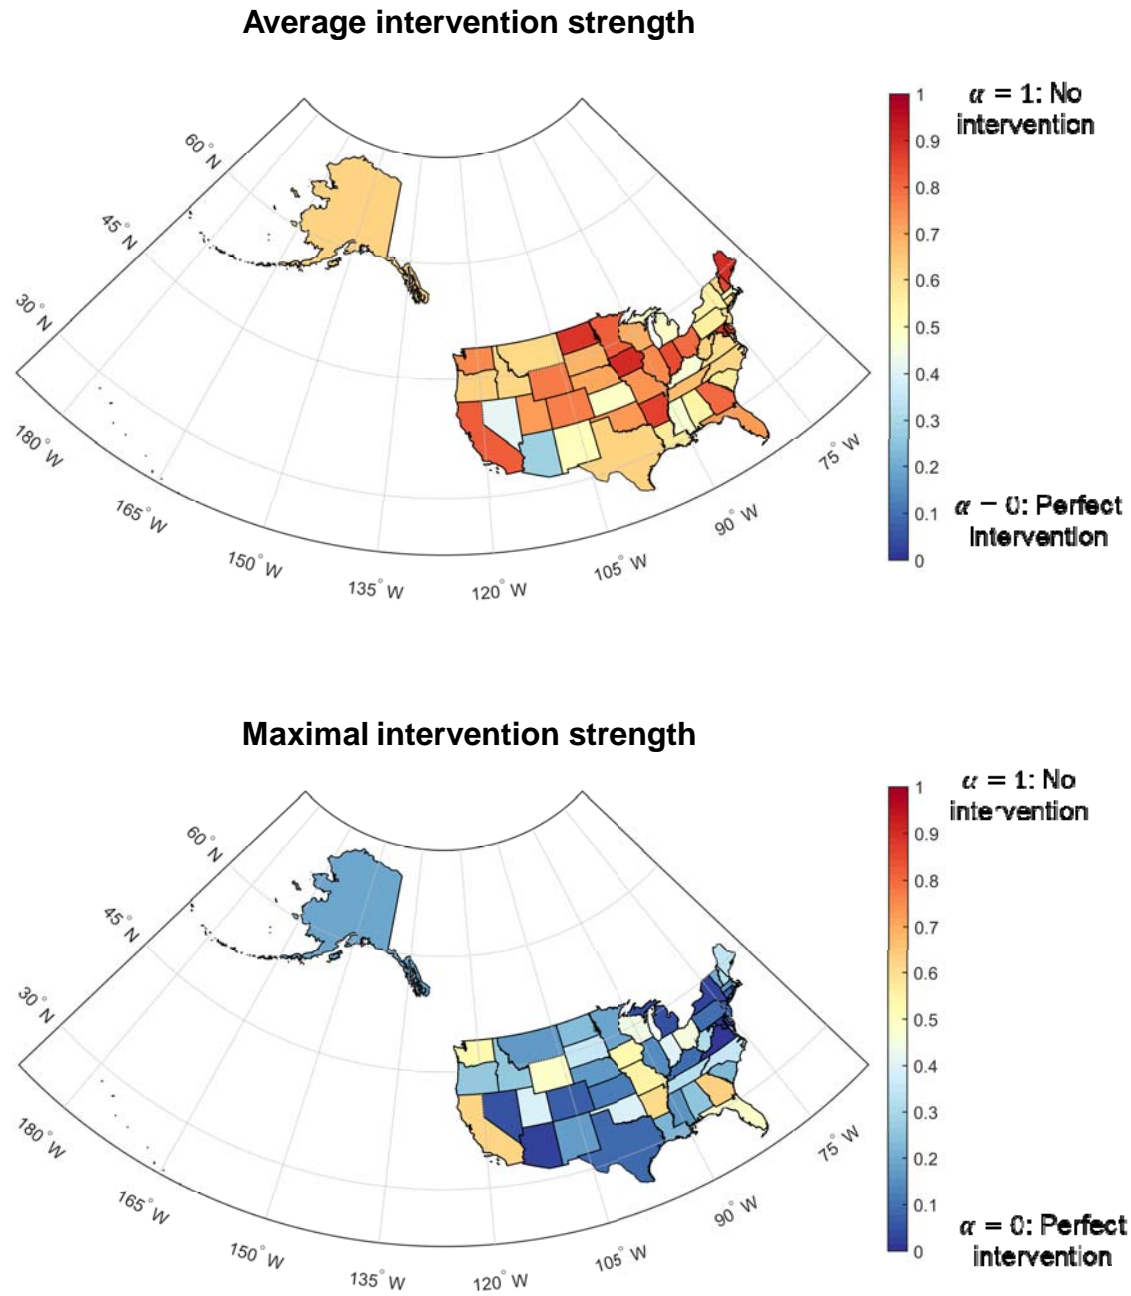 Average intervention strength
60° N
45° N
30° N
180° W
165° W
150° W
135° W
120° W
105° W
90° W
75° W
1
0.9
0.8
0.7
0.6
0.5
0.4
0.3
0.2
0.1
0
α = 1: No
intervention
α = 0: Perfect
intervention
Maximal intervention strength
60° N
45° N
30° N
180° W
165° W
150° W
135° W
120° W
105° W
90° W
75° W
1
0.9
0.8
0.7
0.6
0.5
0.4
0.3
0.2
0.1
0
α = 1: No
intervention
α = 0: Perfect
intervention